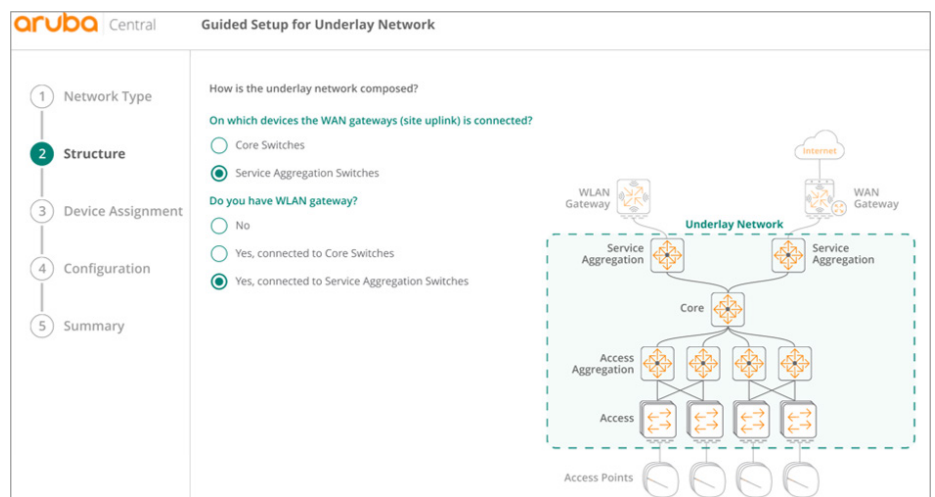 aruba Central
Guided Setup for Underlay Network
1 Network Type
2 Structure
3 Device Assignment
4 Configuration
5 Summary
How is the underlay network composed?
On which devices the WAN gateways (site uplink) is connected?
Core Switches
Service Aggregation Switches
Do you have WLAN gateway?
No
Yes, connected to Core Switches
Yes, connected to Service Aggregation Switches
Internet
WLAN
Gateway
WAN
Gateway
Underlay Network
Service
Aggregation
Service
Aggregation
Core
Access
Aggregation
Access
Access Points